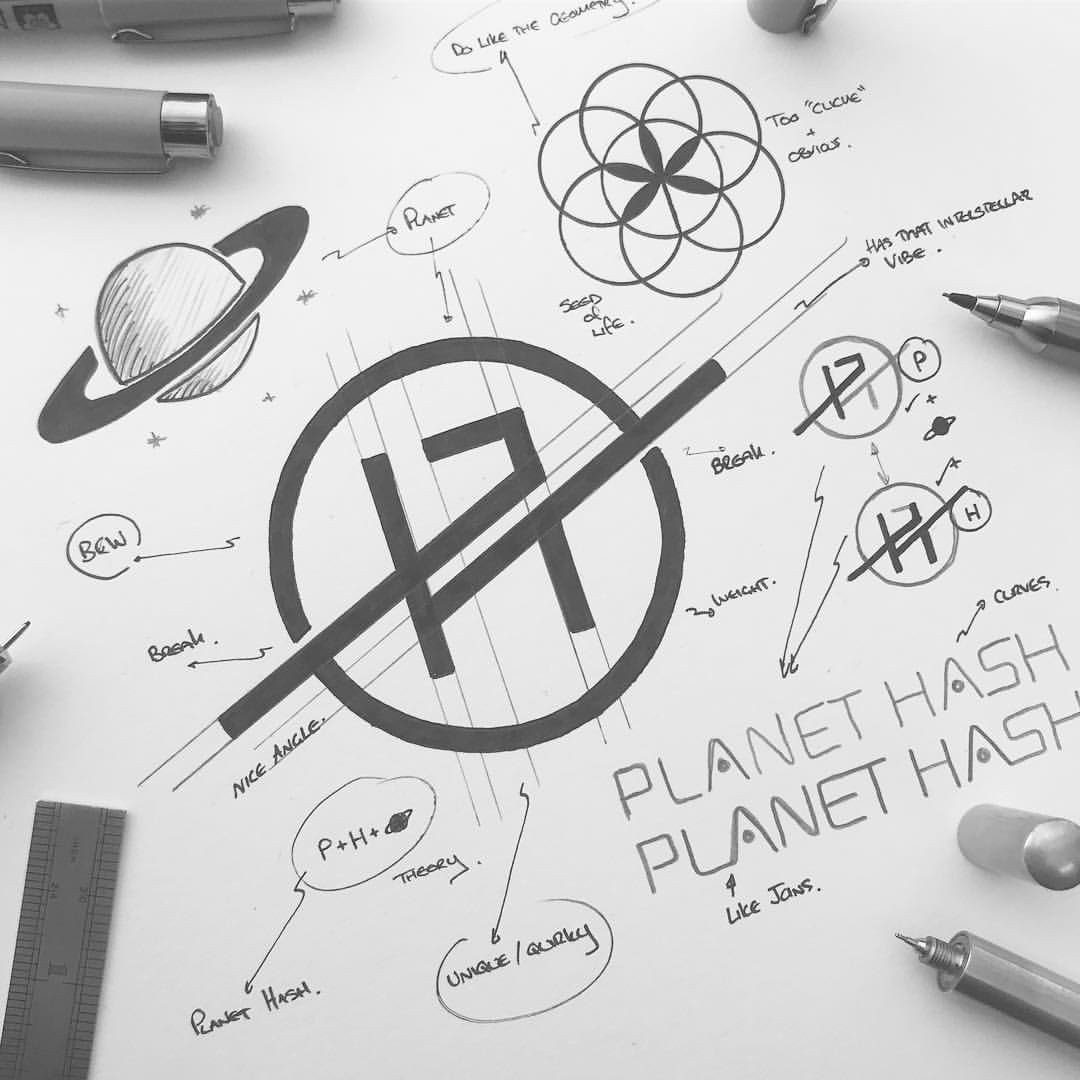 DO LIKE THE GEOMETRY.
TOO "CLICHE"
+
OBVIOUS.
PLANET
HAS THAT INTERSTELLAR
VIBE.
SEED
of
LIFE.
P
BREAK.
H
B&W
WEIGHT.
CURVES.
BREAK.
NICE ANGLE.
PLANET HASH
PLANET HASH
P+H+
THEORY.
LIKE JOINS.
UNIQUE/QUIRKY
PLANET HASH.